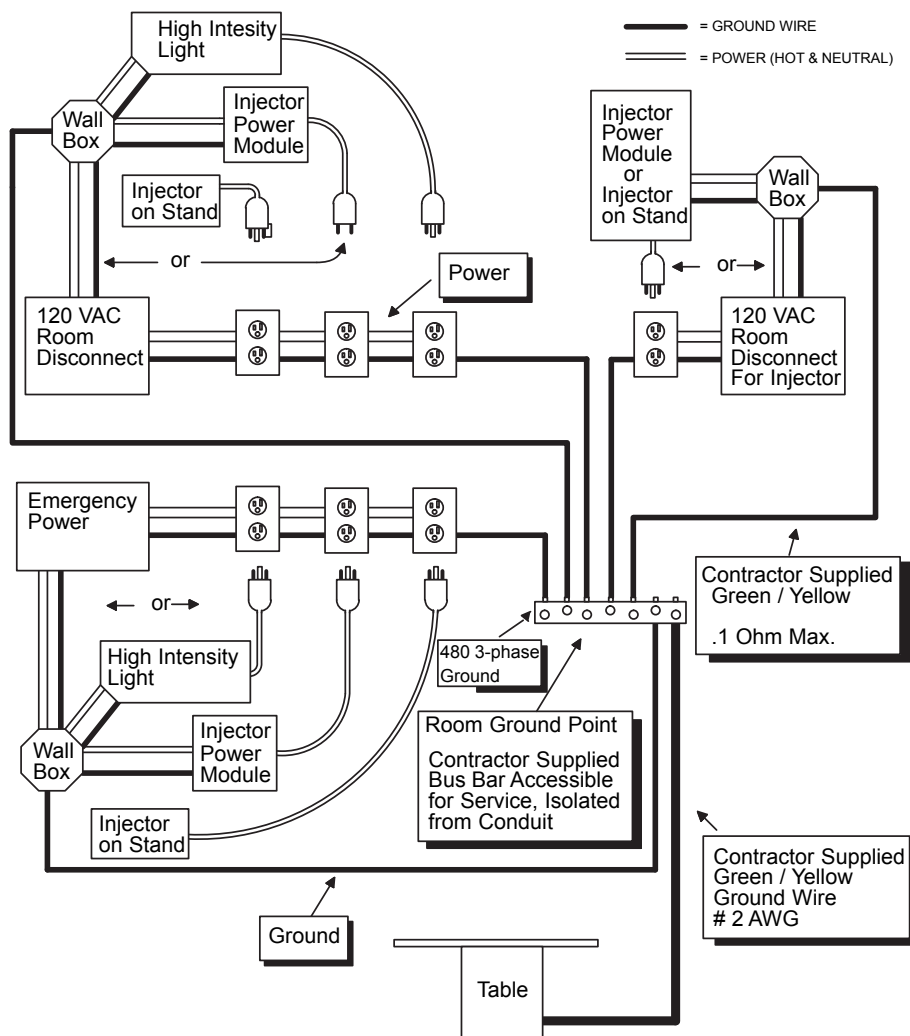 High Intesity
Light
= GROUND WIRE
= POWER (HOT & NEUTRAL)
Wall
Box
Injector
Power
Module
Injector
on Stand
or
120 VAC
Room
Disconnect
Power
Injector
Power
Module
or
Injector
on Stand
Wall
Box
or
120 VAC
Room
Disconnect
For Injector
Emergency
Power
or
High Intensity
Light
Wall
Box
Injector
Power
Module
Injector
on Stand
Ground
480 3-phase
Ground
Room Ground Point
Contractor Supplied
Bus Bar Accessible
for Service, Isolated
from Conduit
Contractor Supplied
Green / Yellow
.1 Ohm Max.
Contractor Supplied
Green / Yellow
Ground Wire
# 2 AWG
Table